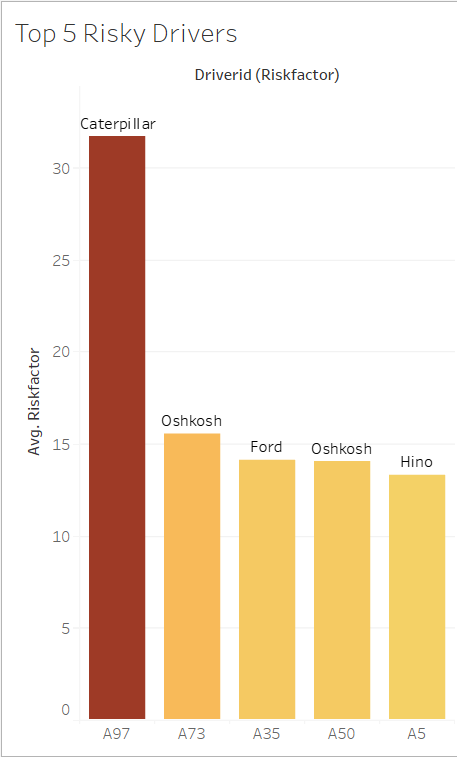 Top 5 Risky Drivers
Driverid (Riskfactor)
Caterpillar
Oshkosh
Ford
Oshkosh
Hino
Avg. Riskfactor
30
25
20
15
10
5
0
A97 A73 A35 A50 A5